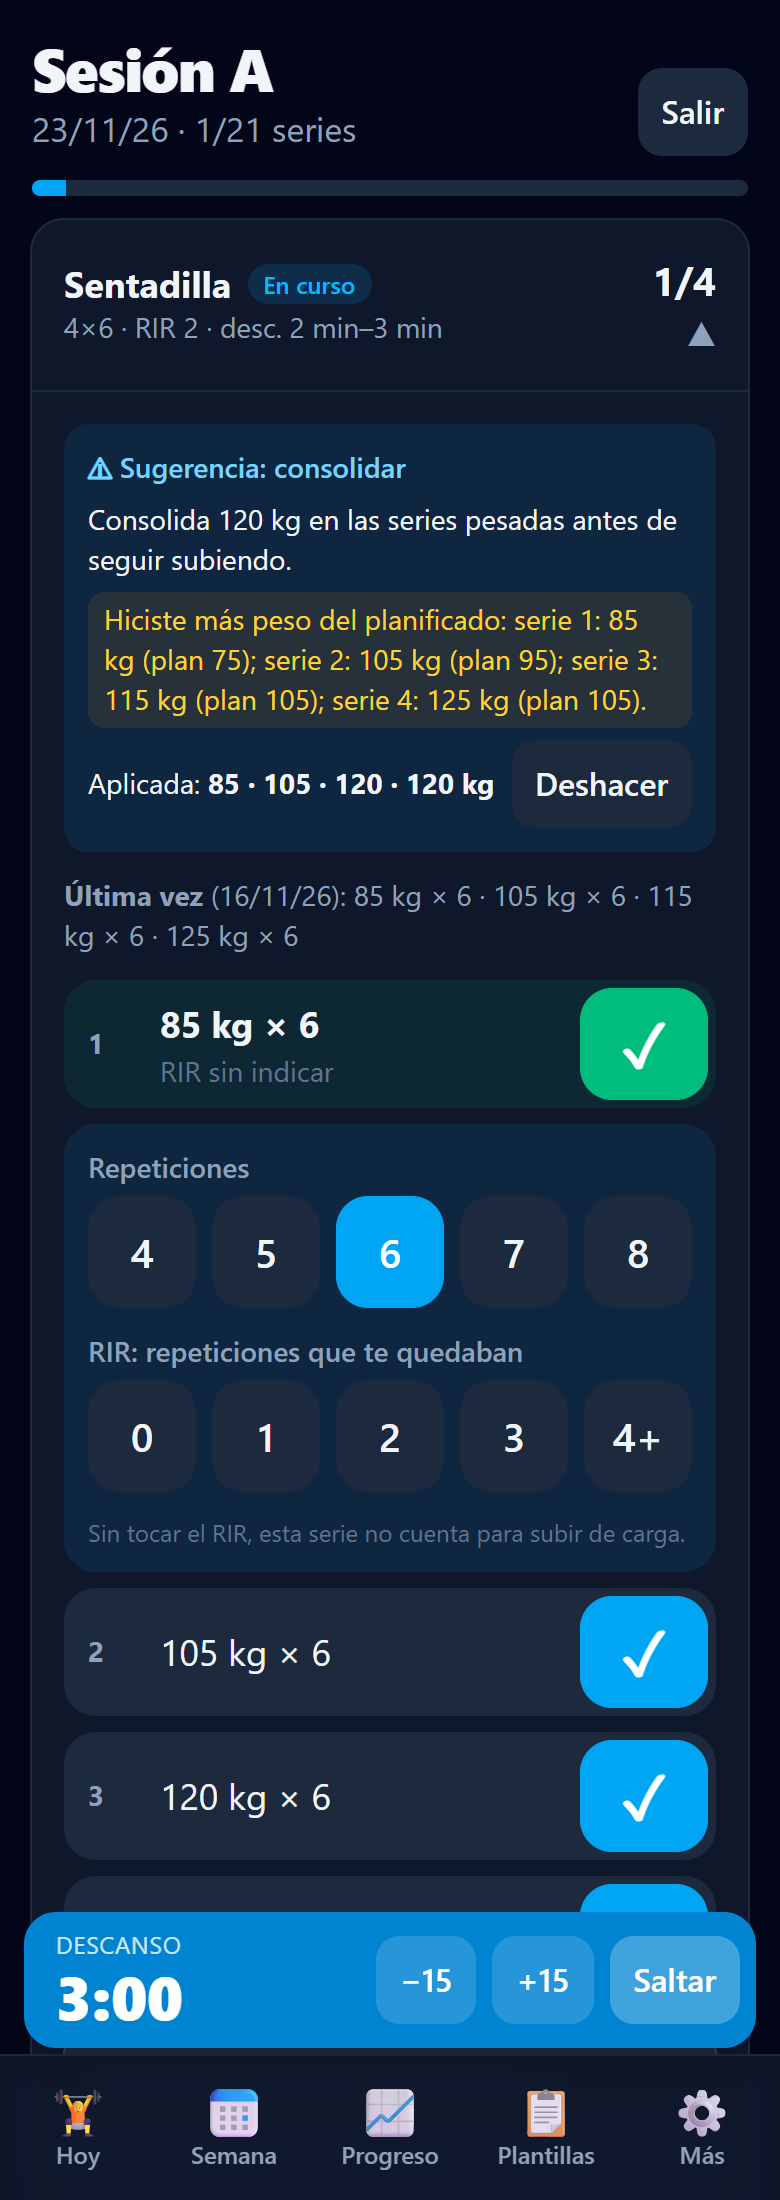 Sesión A
23/11/26 · 1/21 series
Salir
Sentadilla
En curso
1/4
4×6 · RIR 2 · desc. 2 min–3 min
▲
⚠ Sugerencia: consolidar
Consolida 120 kg en las series pesadas antes de
seguir subiendo.
Hiciste más peso del planificado: serie 1: 85
kg (plan 75); serie 2: 105 kg (plan 95); serie 3:
115 kg (plan 105); serie 4: 125 kg (plan 105).
Aplicada: 85 · 105 · 120 · 120 kg
Deshacer
Última vez (16/11/26): 85 kg × 6 · 105 kg × 6 · 115
kg × 6 · 125 kg × 6
1
85 kg × 6
RIR sin indicar
✓
Repeticiones
4 5 6 7 8
RIR: repeticiones que te quedaban
0 1 2 3 4+
Sin tocar el RIR, esta serie no cuenta para subir de carga.
2 105 kg × 6 ✓
3 120 kg × 6 ✓
DESCANSO
3:00
−15 +15 Saltar
Hoy Semana Progreso Plantillas Más